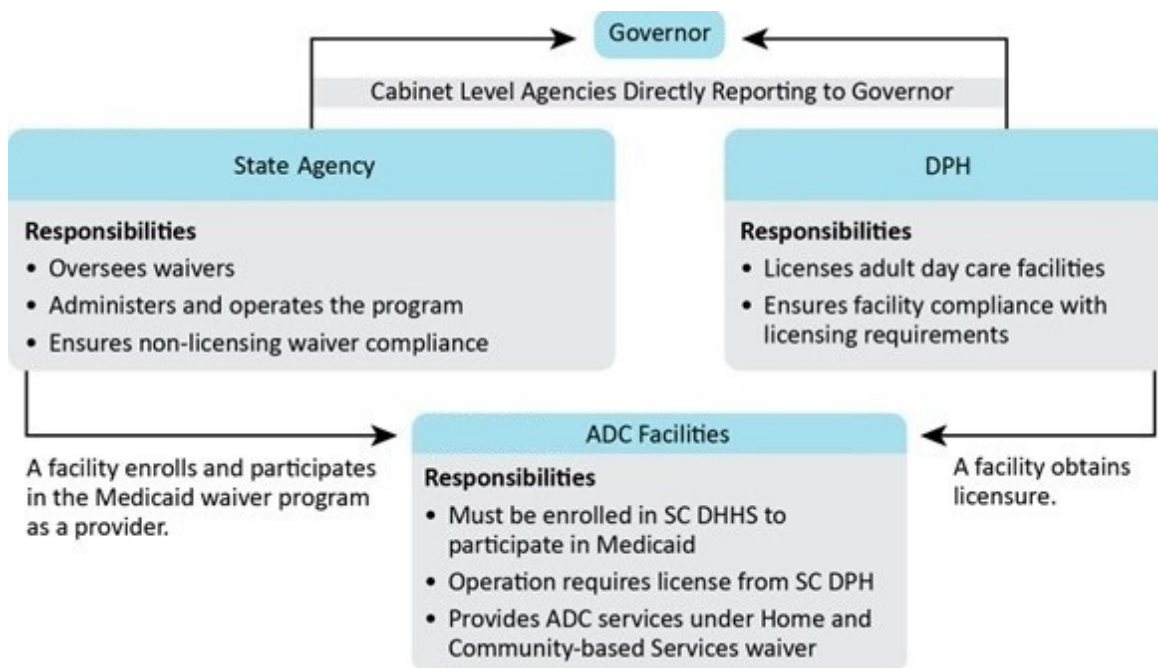 Governor
Cabinet Level Agencies Directly Reporting to Governor
State Agency
Responsibilities
• Oversees waivers
• Administers and operates the program
• Ensures non-licensing waiver compliance
DPH
Responsibilities
• Licenses adult day care facilities
• Ensures facility compliance with
licensing requirements
A facility enrolls and participates
in the Medicaid waiver program
as a provider.
ADC Facilities
Responsibilities
• Must be enrolled in SC DHHS to
participate in Medicaid
• Operation requires license from SC DPH
• Provides ADC services under Home and
Community-based Services waiver
A facility obtains
licensure.